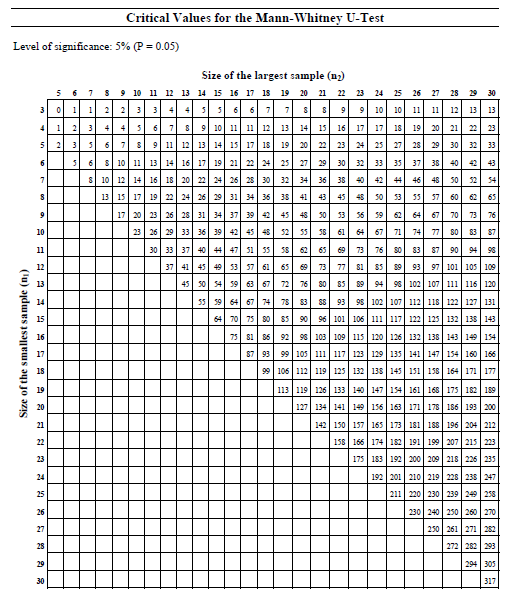 Critical Values for the Mann-Whitney U-Test
Level of significance: 5% (P = 0.05)
Size of the largest sample (n₂)
5 6 7 8 9 10 11 12 13 14 15 16 17 18 19 20 21 22 23 24 25 26 27 28 29 30
Size of the smallest sample (n₁)
3 0 1 1 2 2 3 3 4 4 5 5 6 6 7 7 8 8 9 9 10 10 11 11 12 13 13
4 1 2 3 4 4 5 6 7 8 9 10 11 11 12 13 14 15 16 17 17 18 19 20 21 22 23
5 2 3 5 6 7 8 9 11 12 13 14 15 17 18 19 20 22 23 24 25 27 28 29 30 32 33
6 5 6 8 10 11 13 14 16 17 19 21 22 24 25 27 29 30 32 33 35 37 38 40 42 43
7 8 10 12 14 16 18 20 22 24 26 28 30 32 34 36 38 40 42 44 46 48 50 52 54
8 13 15 17 19 22 24 26 29 31 34 36 38 41 43 45 48 50 53 55 57 60 62 65
9 17 20 23 26 28 31 34 37 39 42 45 48 50 53 56 59 62 64 67 70 73 76
10 23 26 29 33 36 39 42 45 48 52 55 58 61 64 67 71 74 77 80 83 87
11 30 33 37 40 44 47 51 55 58 62 65 69 73 76 80 83 87 90 94 98
12 37 41 45 49 53 57 61 65 69 73 77 81 85 89 93 97 101 105 109
13 45 50 54 59 63 67 72 76 80 85 89 94 98 102 107 111 116 120
14 55 59 64 67 74 78 83 88 93 98 102 107 112 118 122 127 131
15 64 70 75 80 85 90 96 101 106 111 117 122 125 132 138 143
16 75 81 86 92 98 103 109 115 120 126 132 138 143 149 154
17 87 93 99 105 111 117 123 129 135 141 147 154 160 166
18 99 106 112 119 125 132 138 145 151 158 164 171 177
19 113 119 126 133 140 147 154 161 168 175 182 189
20 127 134 141 149 156 163 171 178 186 193 200
21 142 150 157 165 173 181 188 196 204 212
22 158 166 174 182 191 199 207 215 223
23 175 183 192 200 209 218 226 235
24 192 201 210 219 228 238 247
25 211 220 230 239 249 258
26 230 240 250 260 270
27 250 261 271 282
28 272 282 293
29 294 305
30 317